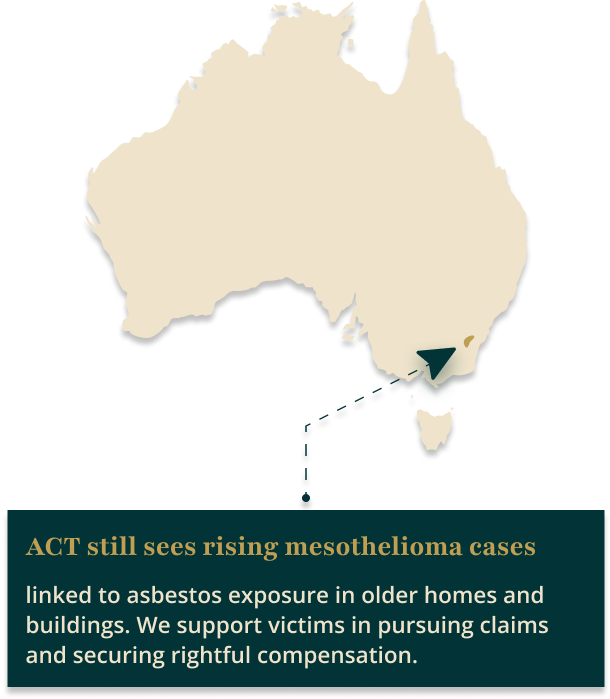 ACT still sees rising mesothelioma cases
linked to asbestos exposure in older homes and
buildings. We support victims in pursuing claims
and securing rightful compensation.